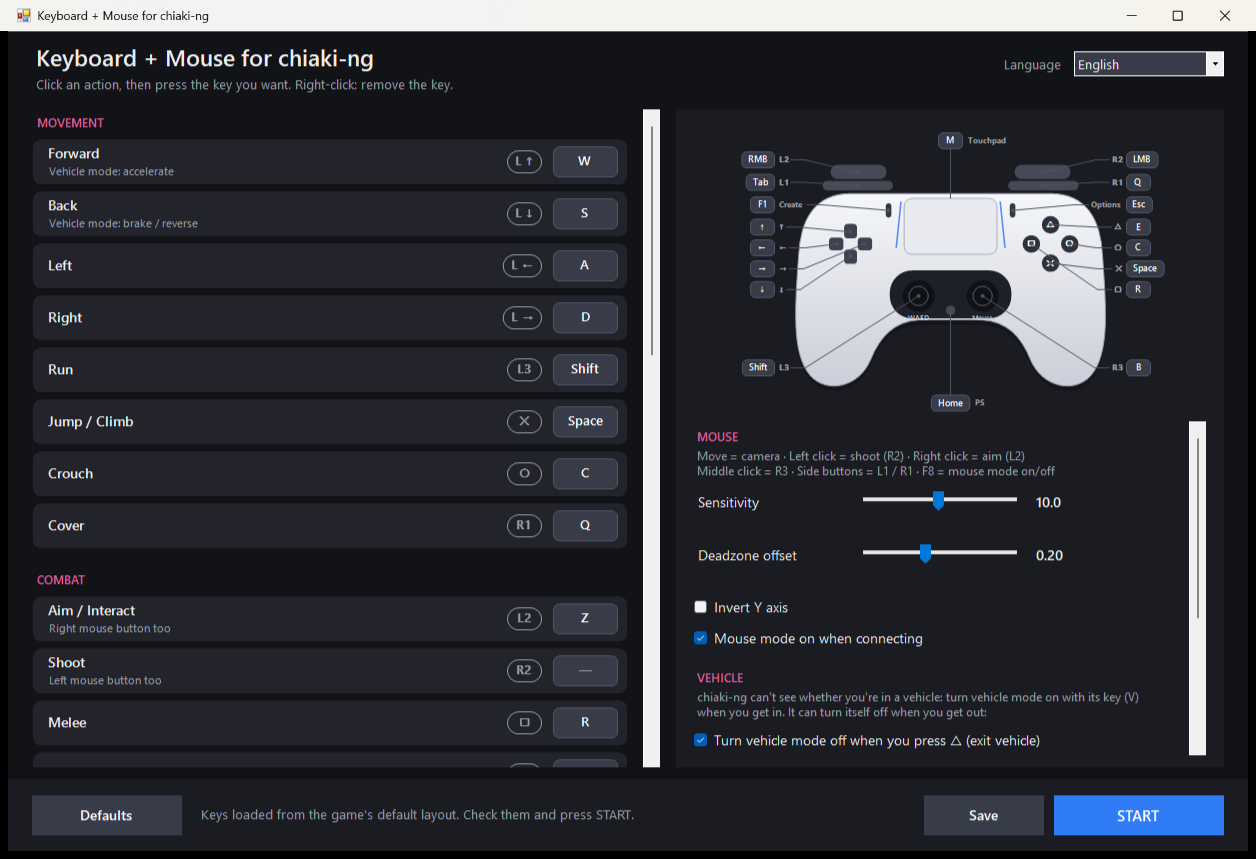 Keyboard + Mouse for chiaki-ng
Keyboard + Mouse for chiaki-ng
Click an action, then press the key you want. Right-click: remove the key.
Language
English
MOVEMENT
Forward
Vehicle mode: accelerate
L ↑
W
Back
Vehicle mode: brake / reverse
L ↓
S
Left
L ←
A
Right
L →
D
Run
L3
Shift
Jump / Climb
✕
Space
Crouch
O
C
Cover
R1
Q
COMBAT
Aim / Interact
Right mouse button too
L2
Z
Shoot
Left mouse button too
R2
—
Melee
□
R
M Touchpad
RMB L2
R2 LMB
Tab L1
R1 Q
F1 Create
Options Esc
↑ ↑
△ E
← ←
O C
→ →
✕ Space
↓ ↓
□ R
WASD
Mouse
Shift L3
R3 B
Home PS
MOUSE
Move = camera · Left click = shoot (R2) · Right click = aim (L2)
Middle click = R3 · Side buttons = L1 / R1 · F8 = mouse mode on/off
Sensitivity
10.0
Deadzone offset
0.20
Invert Y axis
Mouse mode on when connecting
VEHICLE
chiaki-ng can't see whether you're in a vehicle: turn vehicle mode on with its key (V)
when you get in. It can turn itself off when you get out:
Turn vehicle mode off when you press △ (exit vehicle)
Defaults
Keys loaded from the game's default layout. Check them and press START.
Save
START